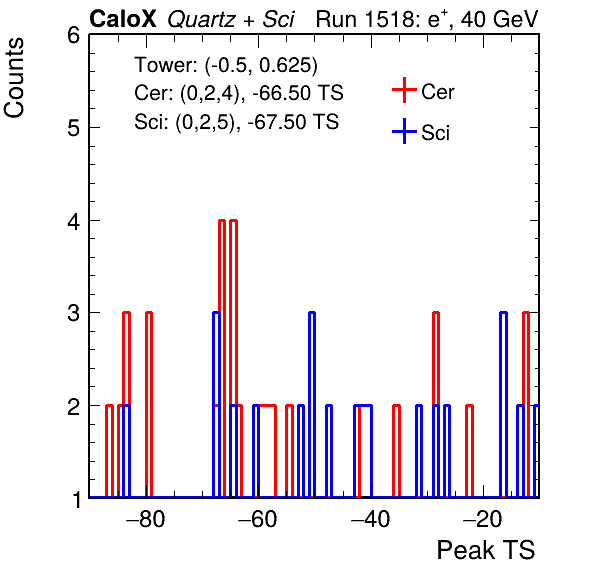 CaloX Quartz + Sci Run 1518: e+, 40 GeV
Tower: (-0.5, 0.625)
Cer: (0,2,4), -66.50 TS
Sci: (0,2,5), -67.50 TS
Cer
Sci
Counts
6
5
4
3
2
1
−80 −60 −40 −20
Peak TS